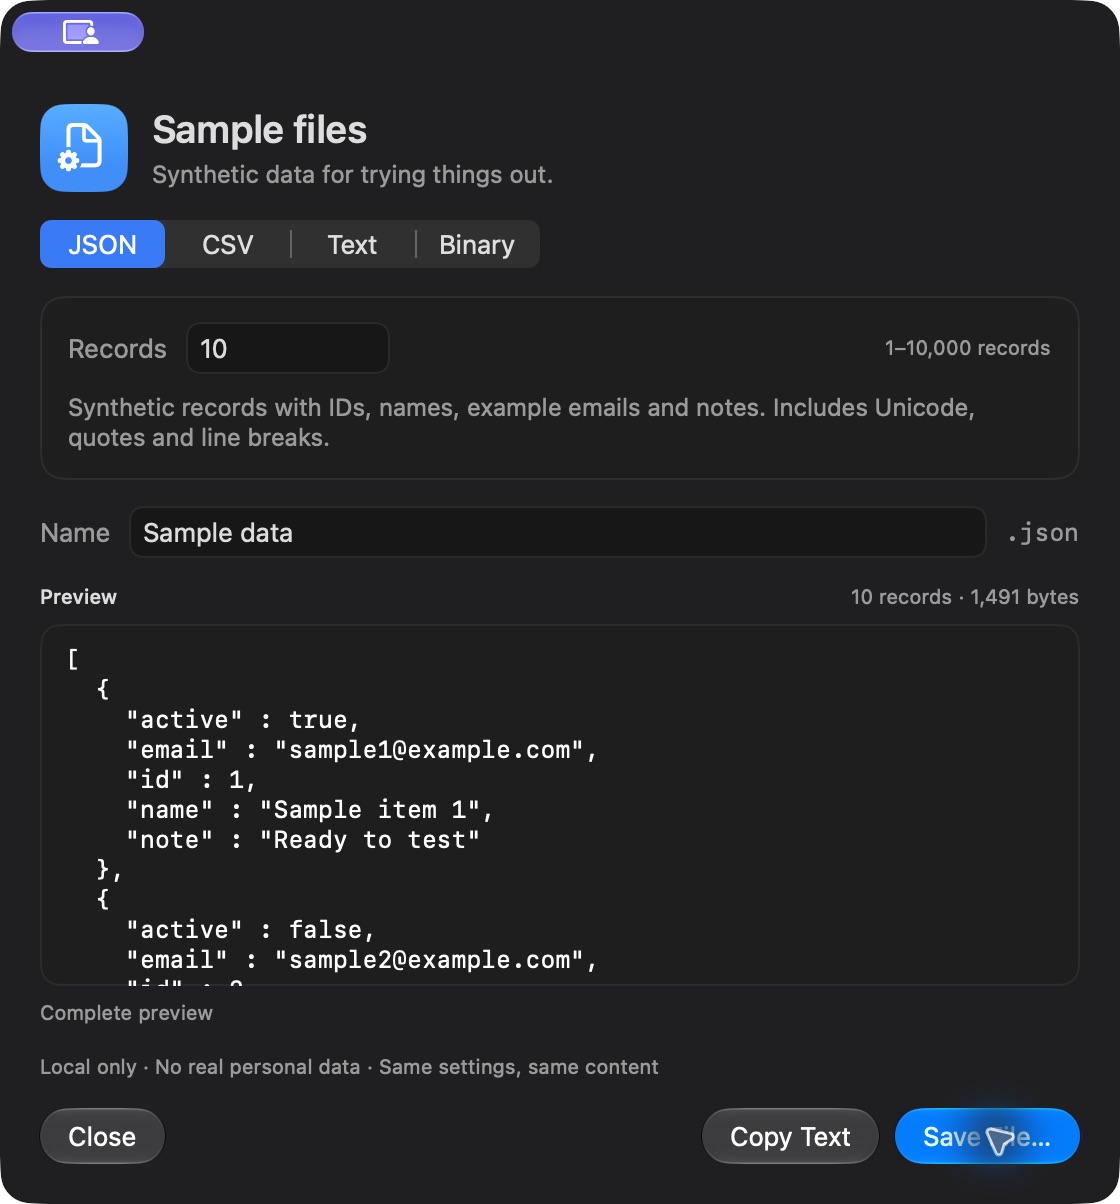 Sample files
Synthetic data for trying things out.
JSON CSV Text Binary
Records 10 1–10,000 records
Synthetic records with IDs, names, example emails and notes. Includes Unicode,
quotes and line breaks.
Name Sample data .json
Preview 10 records · 1,491 bytes
[
  {
    "active" : true,
    "email" : "sample1@example.com",
    "id" : 1,
    "name" : "Sample item 1",
    "note" : "Ready to test"
  },
  {
    "active" : false,
    "email" : "sample2@example.com",
Complete preview
Local only · No real personal data · Same settings, same content
Close Copy Text Save